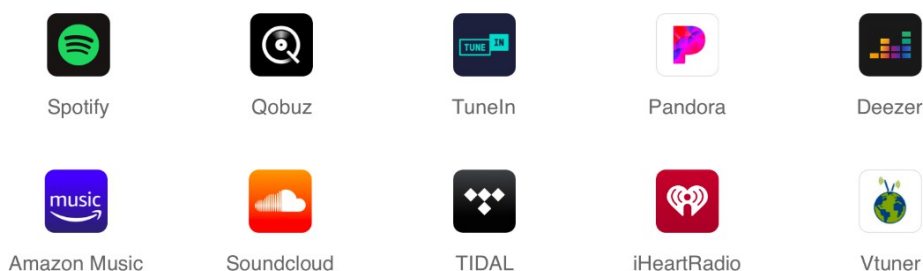 TUNE IN
Spotify Qobuz TuneIn Pandora Deezer
music
Amazon Music Soundcloud TIDAL iHeartRadio Vtuner